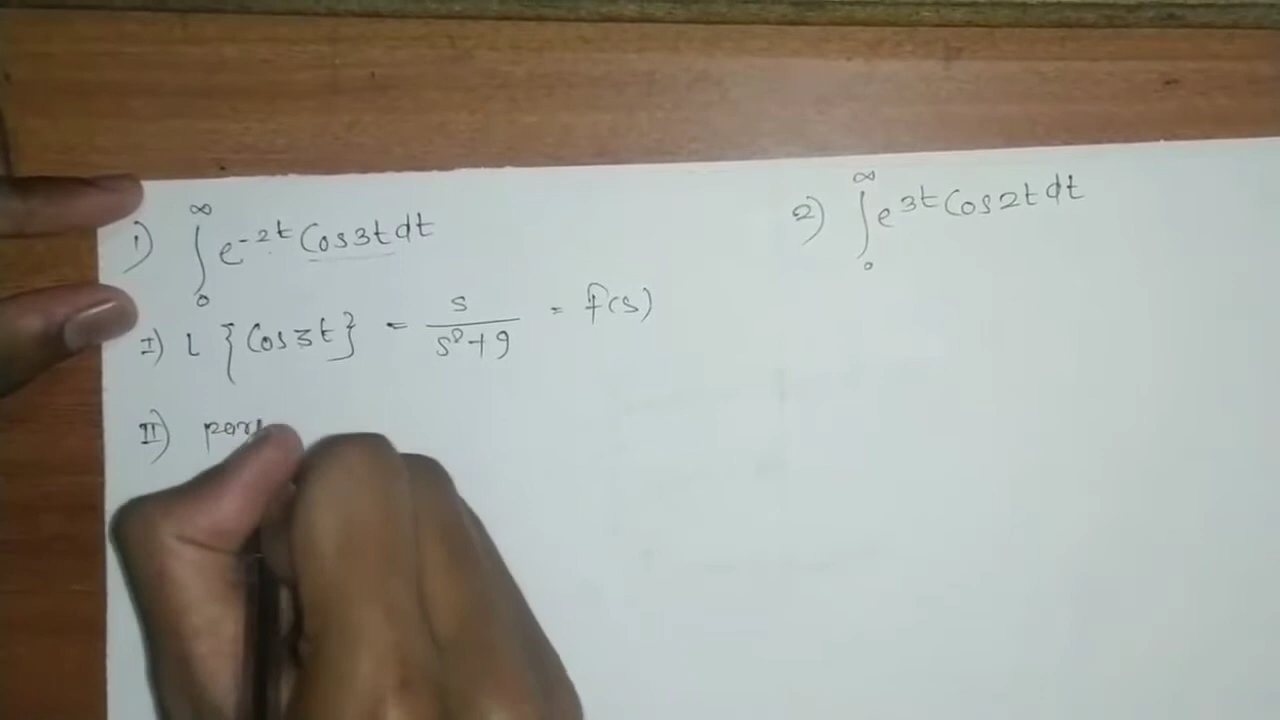 1) ∫₀^∞ e^{-2t} Cos3t dt
I) L {Cos3t} = s / (s²+9) = f̄(s)
II)
2) ∫₀^∞ e^{3t} Cos2t dt